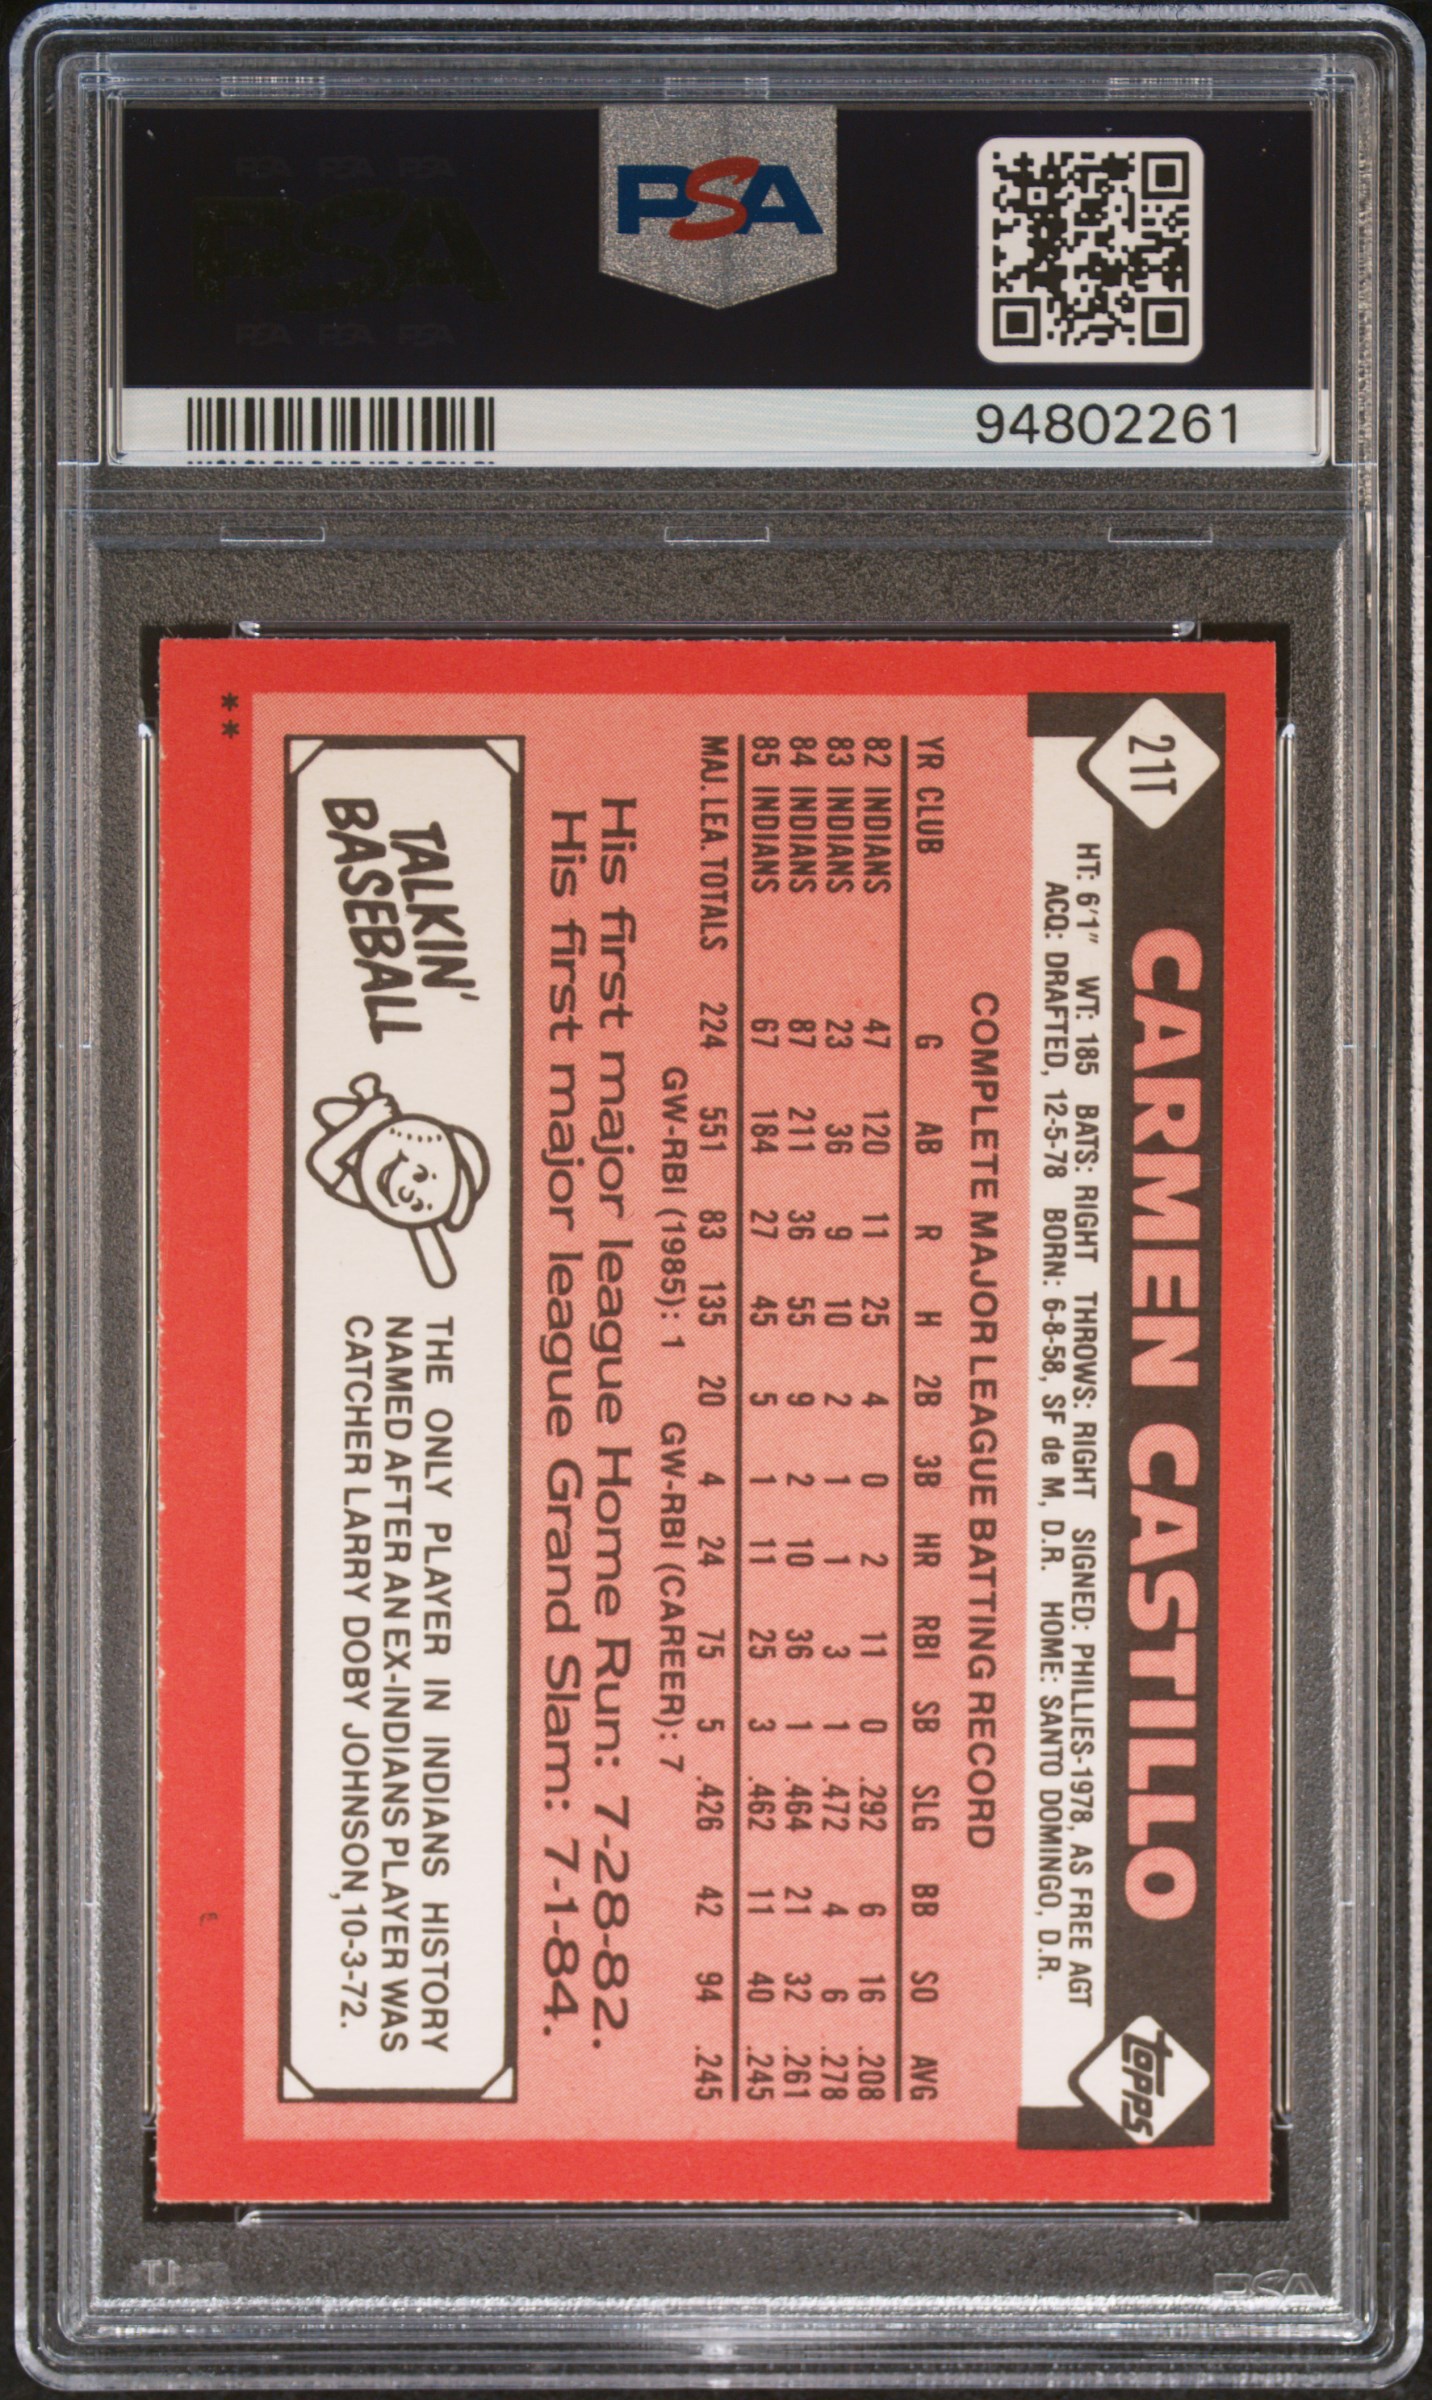 PSA PSA PSA
PSA
PSA PSA PSA
PSA
94802261
21T
CARMEN CASTILLO
topps
HT: 6'1" WT: 185 BATS: RIGHT THROWS: RIGHT SIGNED: PHILLIES-1978, AS FREE AGT
ACQ: DRAFTED, 12-5-78 BORN: 6-8-58, SF de M, D.R. HOME: SANTO DOMINGO, D.R.
COMPLETE MAJOR LEAGUE BATTING RECORD
YR CLUB G AB R H 2B 3B HR RBI SB SLG BB SO AVG
82 INDIANS 47 120 11 25 4 0 2 11 0 .292 6 16 .208
83 INDIANS 23 36 9 10 2 1 1 3 1 .472 4 6 .278
84 INDIANS 87 211 36 55 9 2 10 36 1 .464 21 32 .261
85 INDIANS 67 184 27 45 5 1 11 25 3 .462 11 40 .245
MAJ. LEA. TOTALS 224 551 83 135 20 4 24 75 5 .426 42 94 .245
GW-RBI (1985): 1 GW-RBI (CAREER): 7
His first major league Home Run: 7-28-82.
His first major league Grand Slam: 7-1-84.
TALKIN'
BASEBALL
THE ONLY PLAYER IN INDIANS HISTORY
NAMED AFTER AN EX-INDIANS PLAYER WAS
CATCHER LARRY DOBY JOHNSON, 10-3-72.
**
PSA